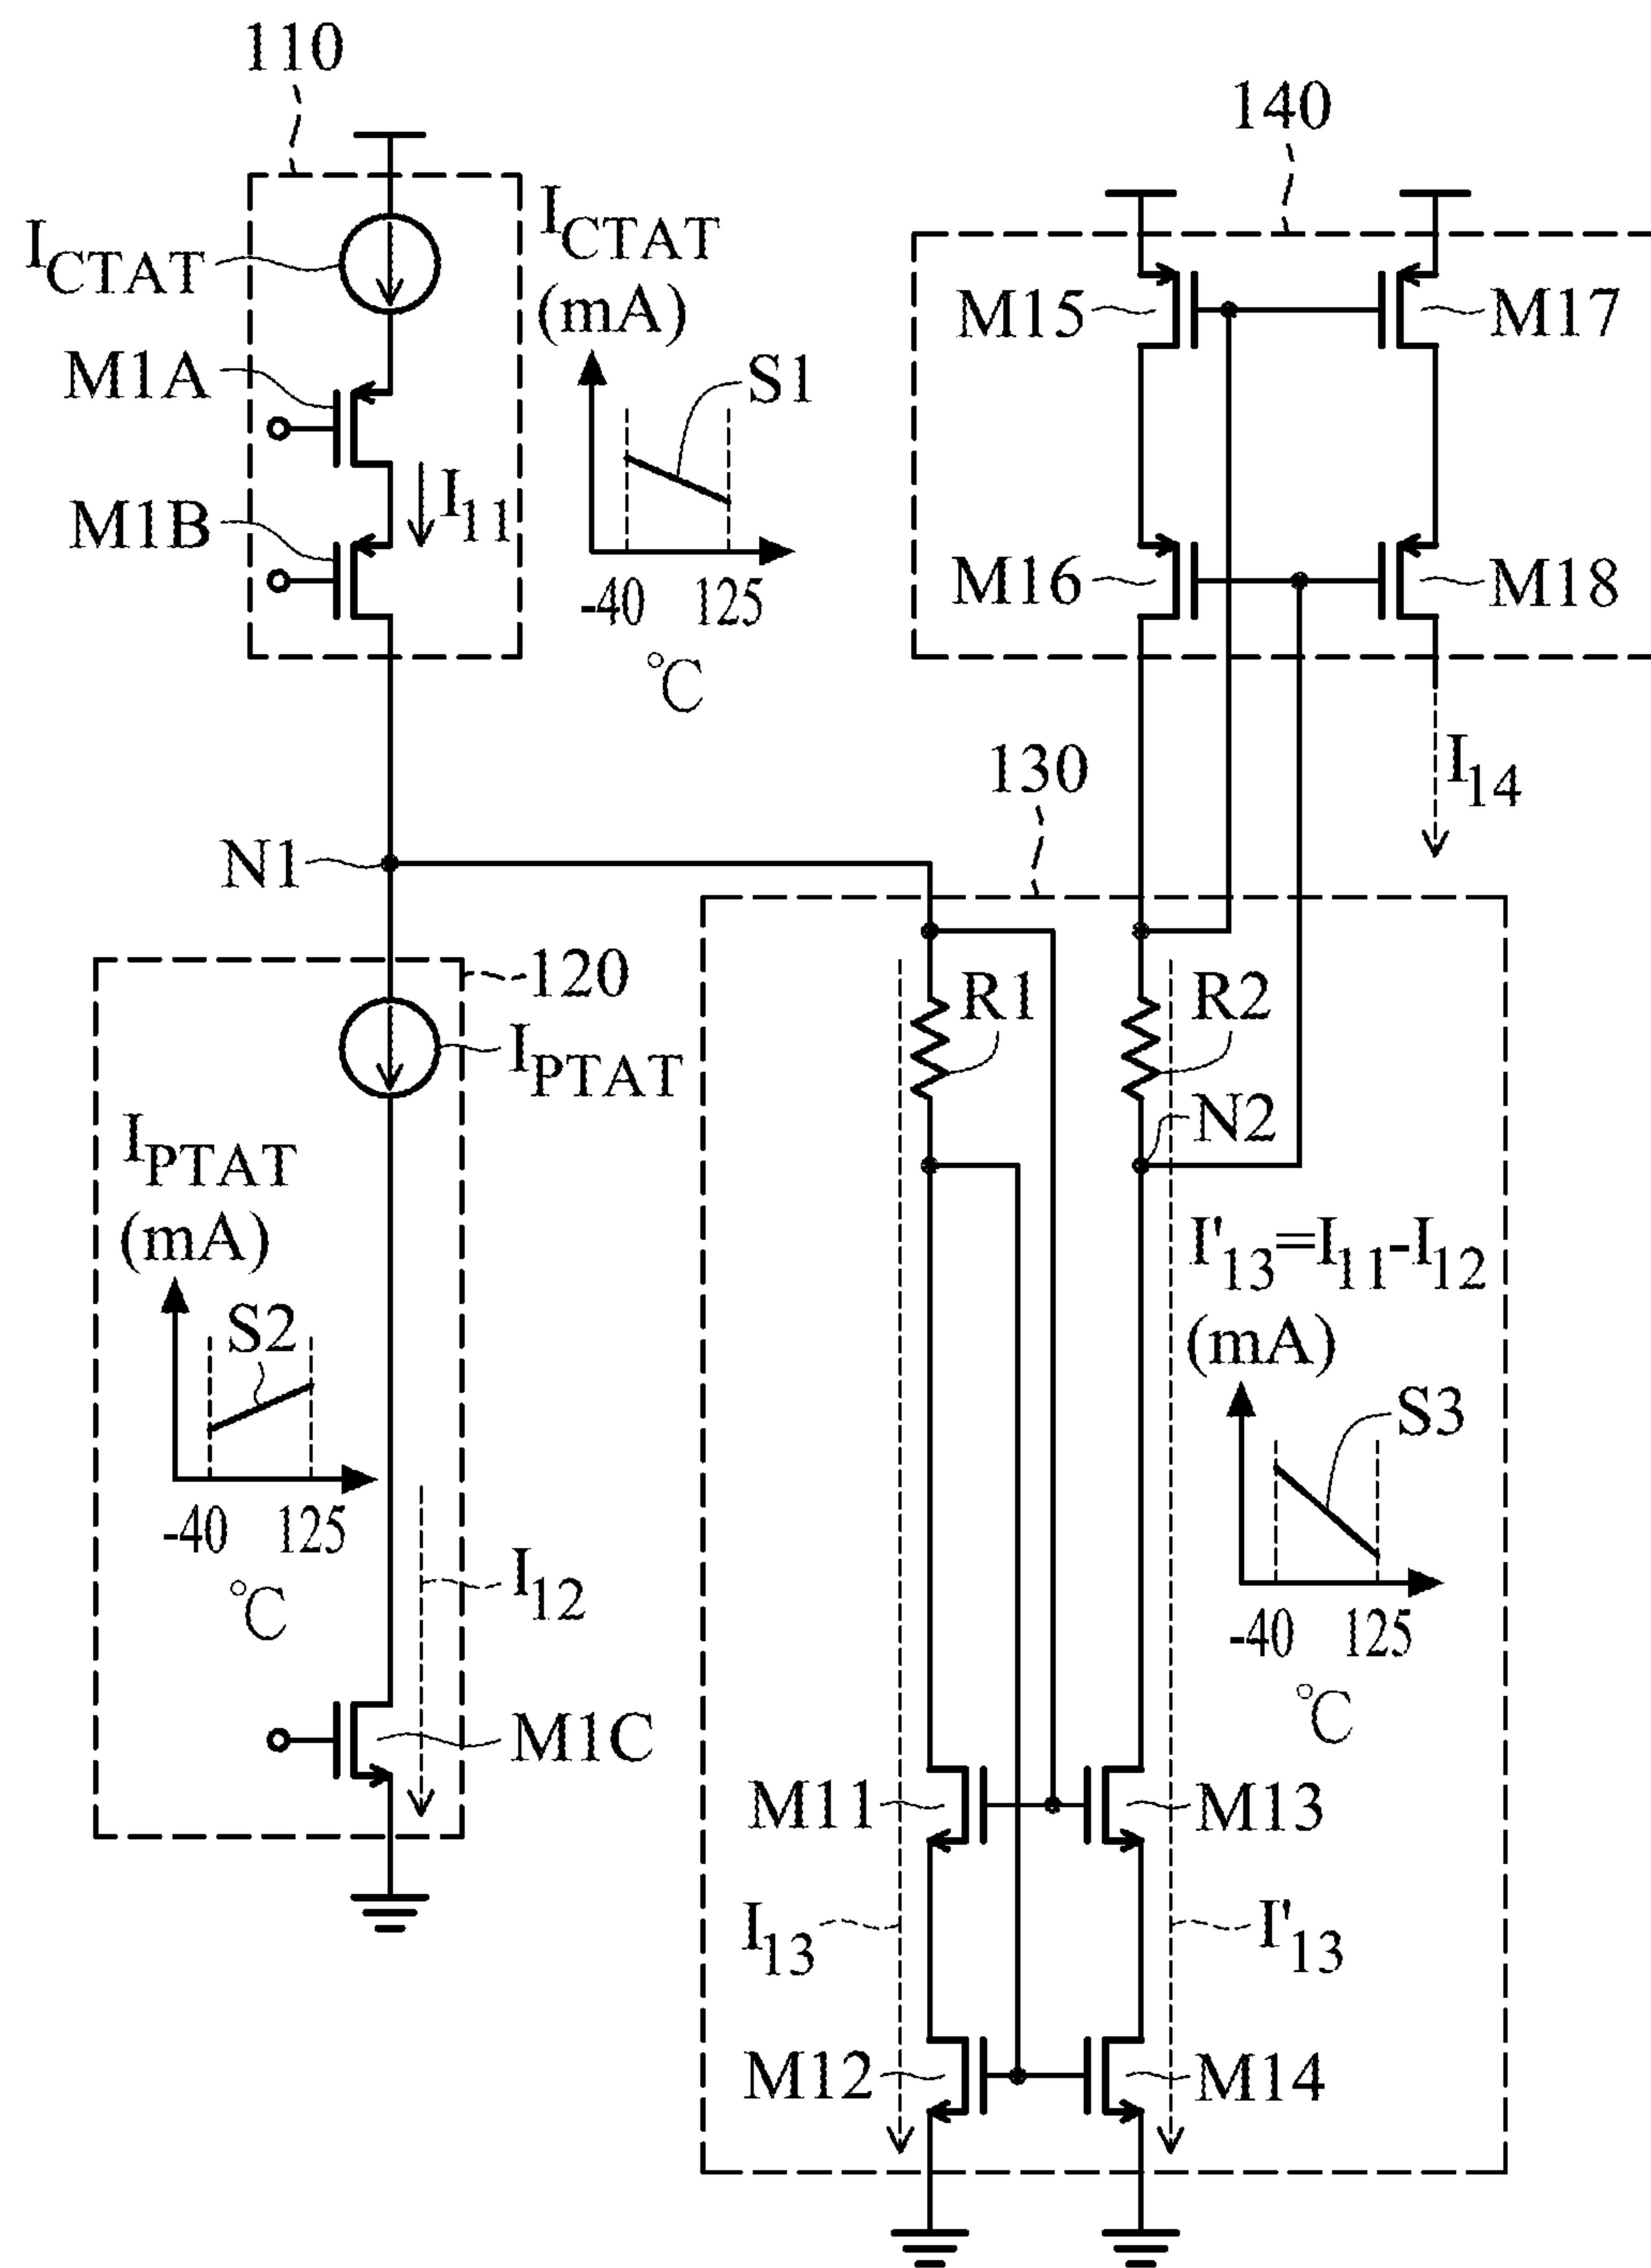 110
I_CTAT
I_CTAT
(mA)
M1A
S1
I_11
M1B
-40
125
℃
140
M15
M17
M16
M18
I_14
N1
130
120
I_PTAT
I_PTAT
(mA)
S2
-40
125
℃
I_12
M1C
R1
R2
N2
I'_13=I_11-I_12
(mA)
S3
-40
125
℃
M11
M13
I_13
I'_13
M12
M14